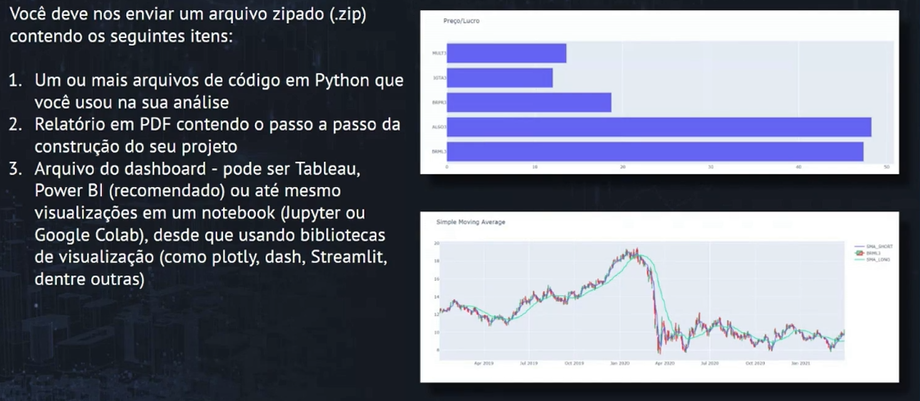 Você deve nos enviar um arquivo zipado (.zip)
contendo os seguintes itens:
1. Um ou mais arquivos de código em Python que
você usou na sua análise
2. Relatório em PDF contendo o passo a passo da
construção do seu projeto
3. Arquivo do dashboard - pode ser Tableau,
Power BI (recomendado) ou até mesmo
visualizações em um notebook (Jupyter ou
Google Colab), desde que usando bibliotecas
de visualização (como plotly, dash, Streamlit,
dentre outras)
Preço/Lucro
MULT3
0 10 20 30 40 50
Simple Moving Average
SMA_SHORT
SMA_LONG
20
18
16
14
12
10
8
Apr 2019 Jul 2019 Oct 2019 Jan 2020 Apr 2020 Jul 2020 Oct 2020 Jan 2021